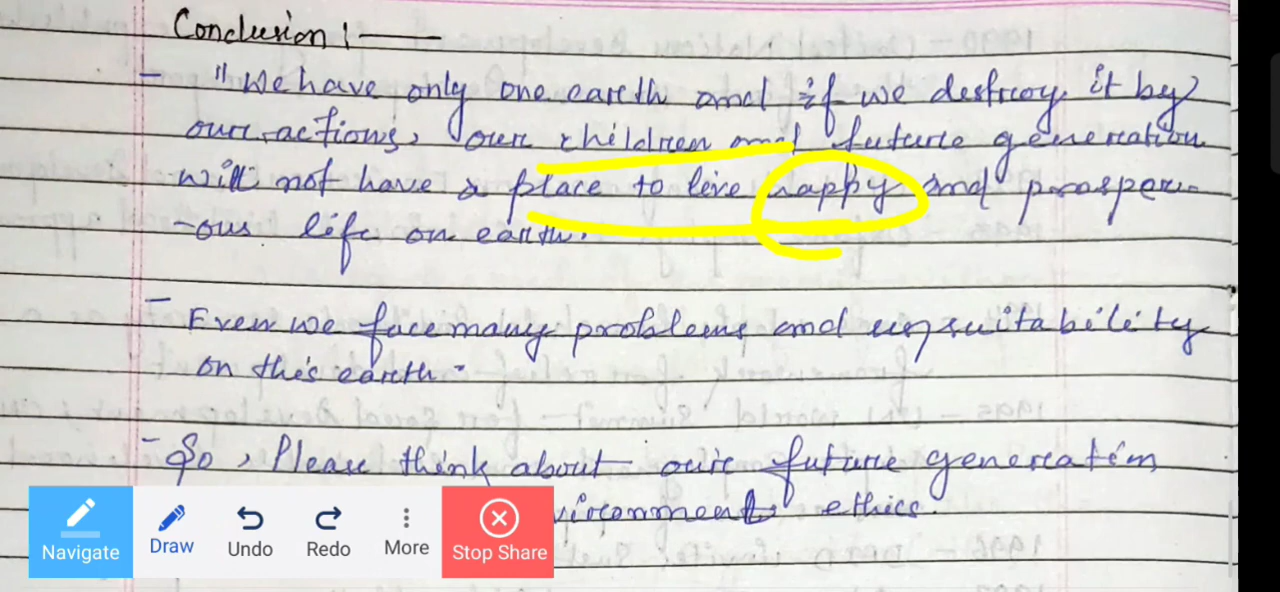 Conclusion :—
- "We have only one earth and if we destroy it by
our actions, our children and future generation
will not have a place to live happy and prosper-
-ous life on earth.
- Even we face many problems and unsuitability
on this earth.
- So, Please think about our future generation
ethics.
Navigate Draw Undo Redo More Stop Share